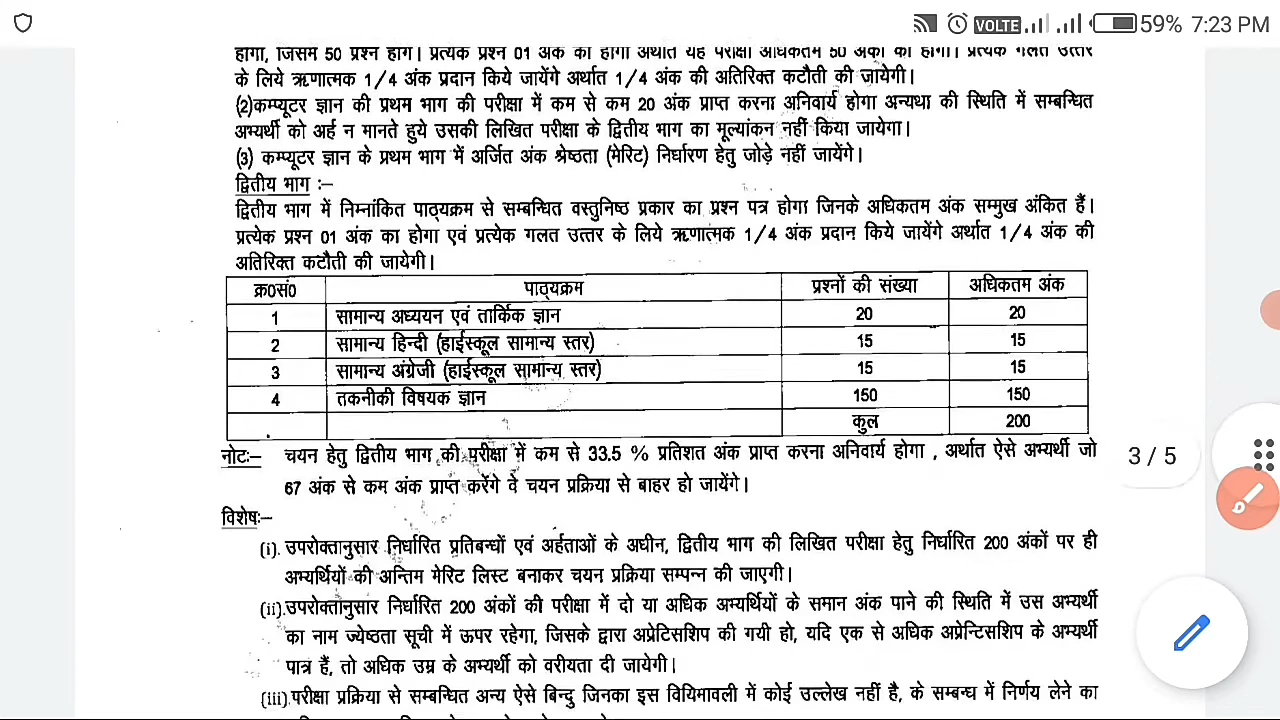 VOLTE 59% 7:23 PM
होगा, जिसमें 50 प्रश्न होंगे। प्रत्येक प्रश्न 01 अंक का होगा अर्थात यह परीक्षा अधिकतम 50 अंकों की होगी। प्रत्येक गलत उत्तर
के लिये ऋणात्मक 1/4 अंक प्रदान किये जायेंगे अर्थात 1/4 अंक की अतिरिक्त कटौती की जायेगी।
(2)कम्प्यूटर ज्ञान की प्रथम भाग की परीक्षा में कम से कम 20 अंक प्राप्त करना अनिवार्य होगा अन्यथा की स्थिति में सम्बन्धित
अभ्यर्थी को अर्ह न मानते हुये उसकी लिखित परीक्षा के द्वितीय भाग का मूल्यांकन नहीं किया जायेगा।
(3) कम्प्यूटर ज्ञान के प्रथम भाग में अर्जित अंक श्रेष्ठता (मेरिट) निर्धारण हेतु जोड़े नहीं जायेंगे।
द्वितीय भाग :–
द्वितीय भाग में निम्नांकित पाठ्यक्रम से सम्बन्धित वस्तुनिष्ठ प्रकार का प्रश्न पत्र होगा जिनके अधिकतम अंक सम्मुख अंकित हैं।
प्रत्येक प्रश्न 01 अंक का होगा एवं प्रत्येक गलत उत्तर के लिये ऋणात्मक 1/4 अंक प्रदान किये जायेंगे अर्थात 1/4 अंक की
अतिरिक्त कटौती की जायेगी।
क्र0सं0 पाठ्यक्रम प्रश्नों की संख्या अधिकतम अंक
1 सामान्य अध्ययन एवं तार्किक ज्ञान 20 20
2 सामान्य हिन्दी (हाईस्कूल सामान्य स्तर) 15 15
3 सामान्य अंग्रेजी (हाईस्कूल सामान्य स्तर) 15 15
4 तकनीकी विषयक ज्ञान 150 150
कुल 200
नोटः– चयन हेतु द्वितीय भाग की परीक्षा में कम से 33.5 % प्रतिशत अंक प्राप्त करना अनिवार्य होगा , अर्थात ऐसे अभ्यर्थी जो
67 अंक से कम अंक प्राप्त करेंगे वे चयन प्रक्रिया से बाहर हो जायेंगे।
3 / 5
विशेषः–
(i). उपरोक्तानुसार निर्धारित प्रतिबन्धों एवं अर्हताओं के अधीन, द्वितीय भाग की लिखित परीक्षा हेतु निर्धारित 200 अंकों पर ही
अभ्यर्थियों की अन्तिम मेरिट लिस्ट बनाकर चयन प्रक्रिया सम्पन्न की जाएगी।
(ii).उपरोक्तानुसार निर्धारित 200 अंकों की परीक्षा में दो या अधिक अभ्यर्थियों के समान अंक पाने की स्थिति में उस अभ्यर्थी
का नाम ज्येष्ठता सूची में ऊपर रहेगा, जिसके द्वारा अप्रेटिसशिप की गयी हो, यदि एक से अधिक अप्रेन्टिसशिप के अभ्यर्थी
पात्र हैं, तो अधिक उम्र के अभ्यर्थी को वरीयता दी जायेगी।
(iii).परीक्षा प्रक्रिया से सम्बन्धित अन्य ऐसे बिन्दु जिनका इस वियिमावली में कोई उल्लेख नहीं है, के सम्बन्ध में निर्णय लेने का